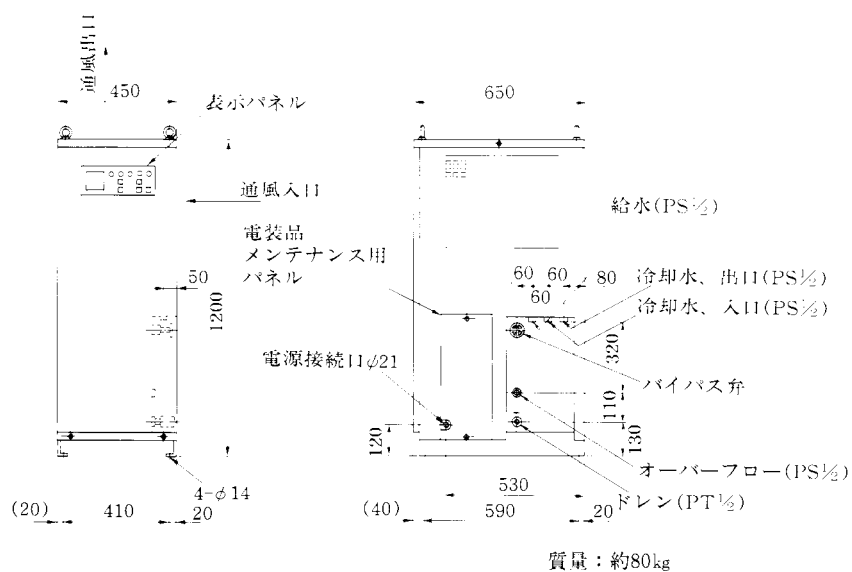 通風出口
450
表示パネル
通風入口
電装品
メンテナンス用
パネル
50
1200
電源接続口φ21
4-φ14
(20)
410
20
650
給水(PS½)
60
60
80
60
冷却水、出口(PS½)
冷却水、入口(PS½)
320
バイパス弁
110
130
120
オーバーフロー(PS½)
530
ドレン(PT½)
(40)
590
20
質量：約80kg